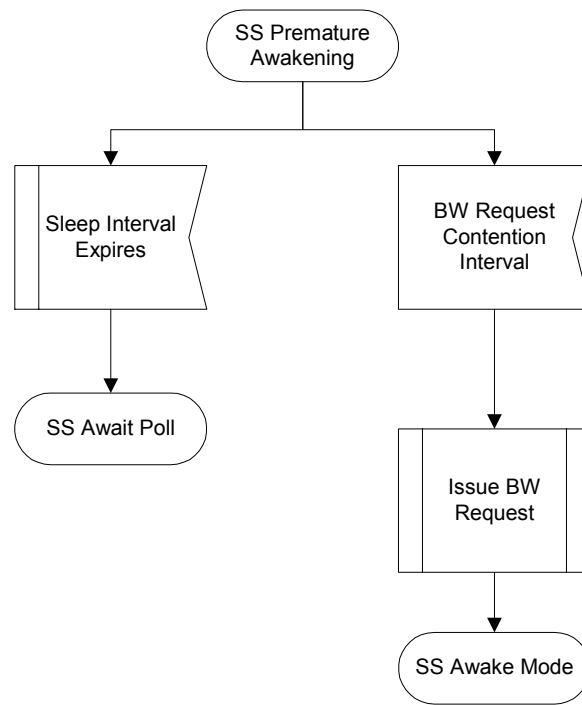 SS Premature
Awakening
Sleep Interval
Expires
BW Request
Contention
Interval
SS Await Poll
Issue BW
Request
SS Awake Mode